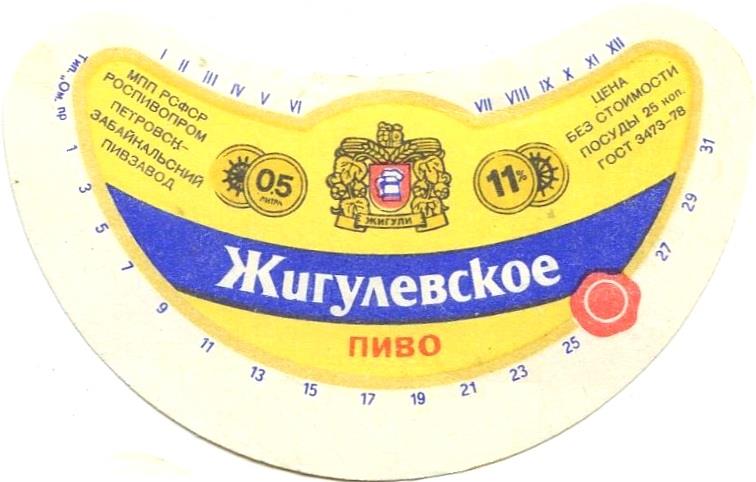 Тип. „Ом. пр
I II III IV V VI VII VIII IX X XI XII
МПП РСФСР
РОСПИВОПРОМ
ПЕТРОВСК-
ЗАБАЙКАЛЬСКИЙ
ПИВЗАВОД
0.5
ЛИТРА
ЖИГУЛИ
11%
ЦЕНА
БЕЗ СТОИМОСТИ
ПОСУДЫ 25 коп.
ГОСТ 3473-78
Жигулевское
ПИВО
1 3 5 7 9 11 13 15 17 19 21 23 25 27 29 31